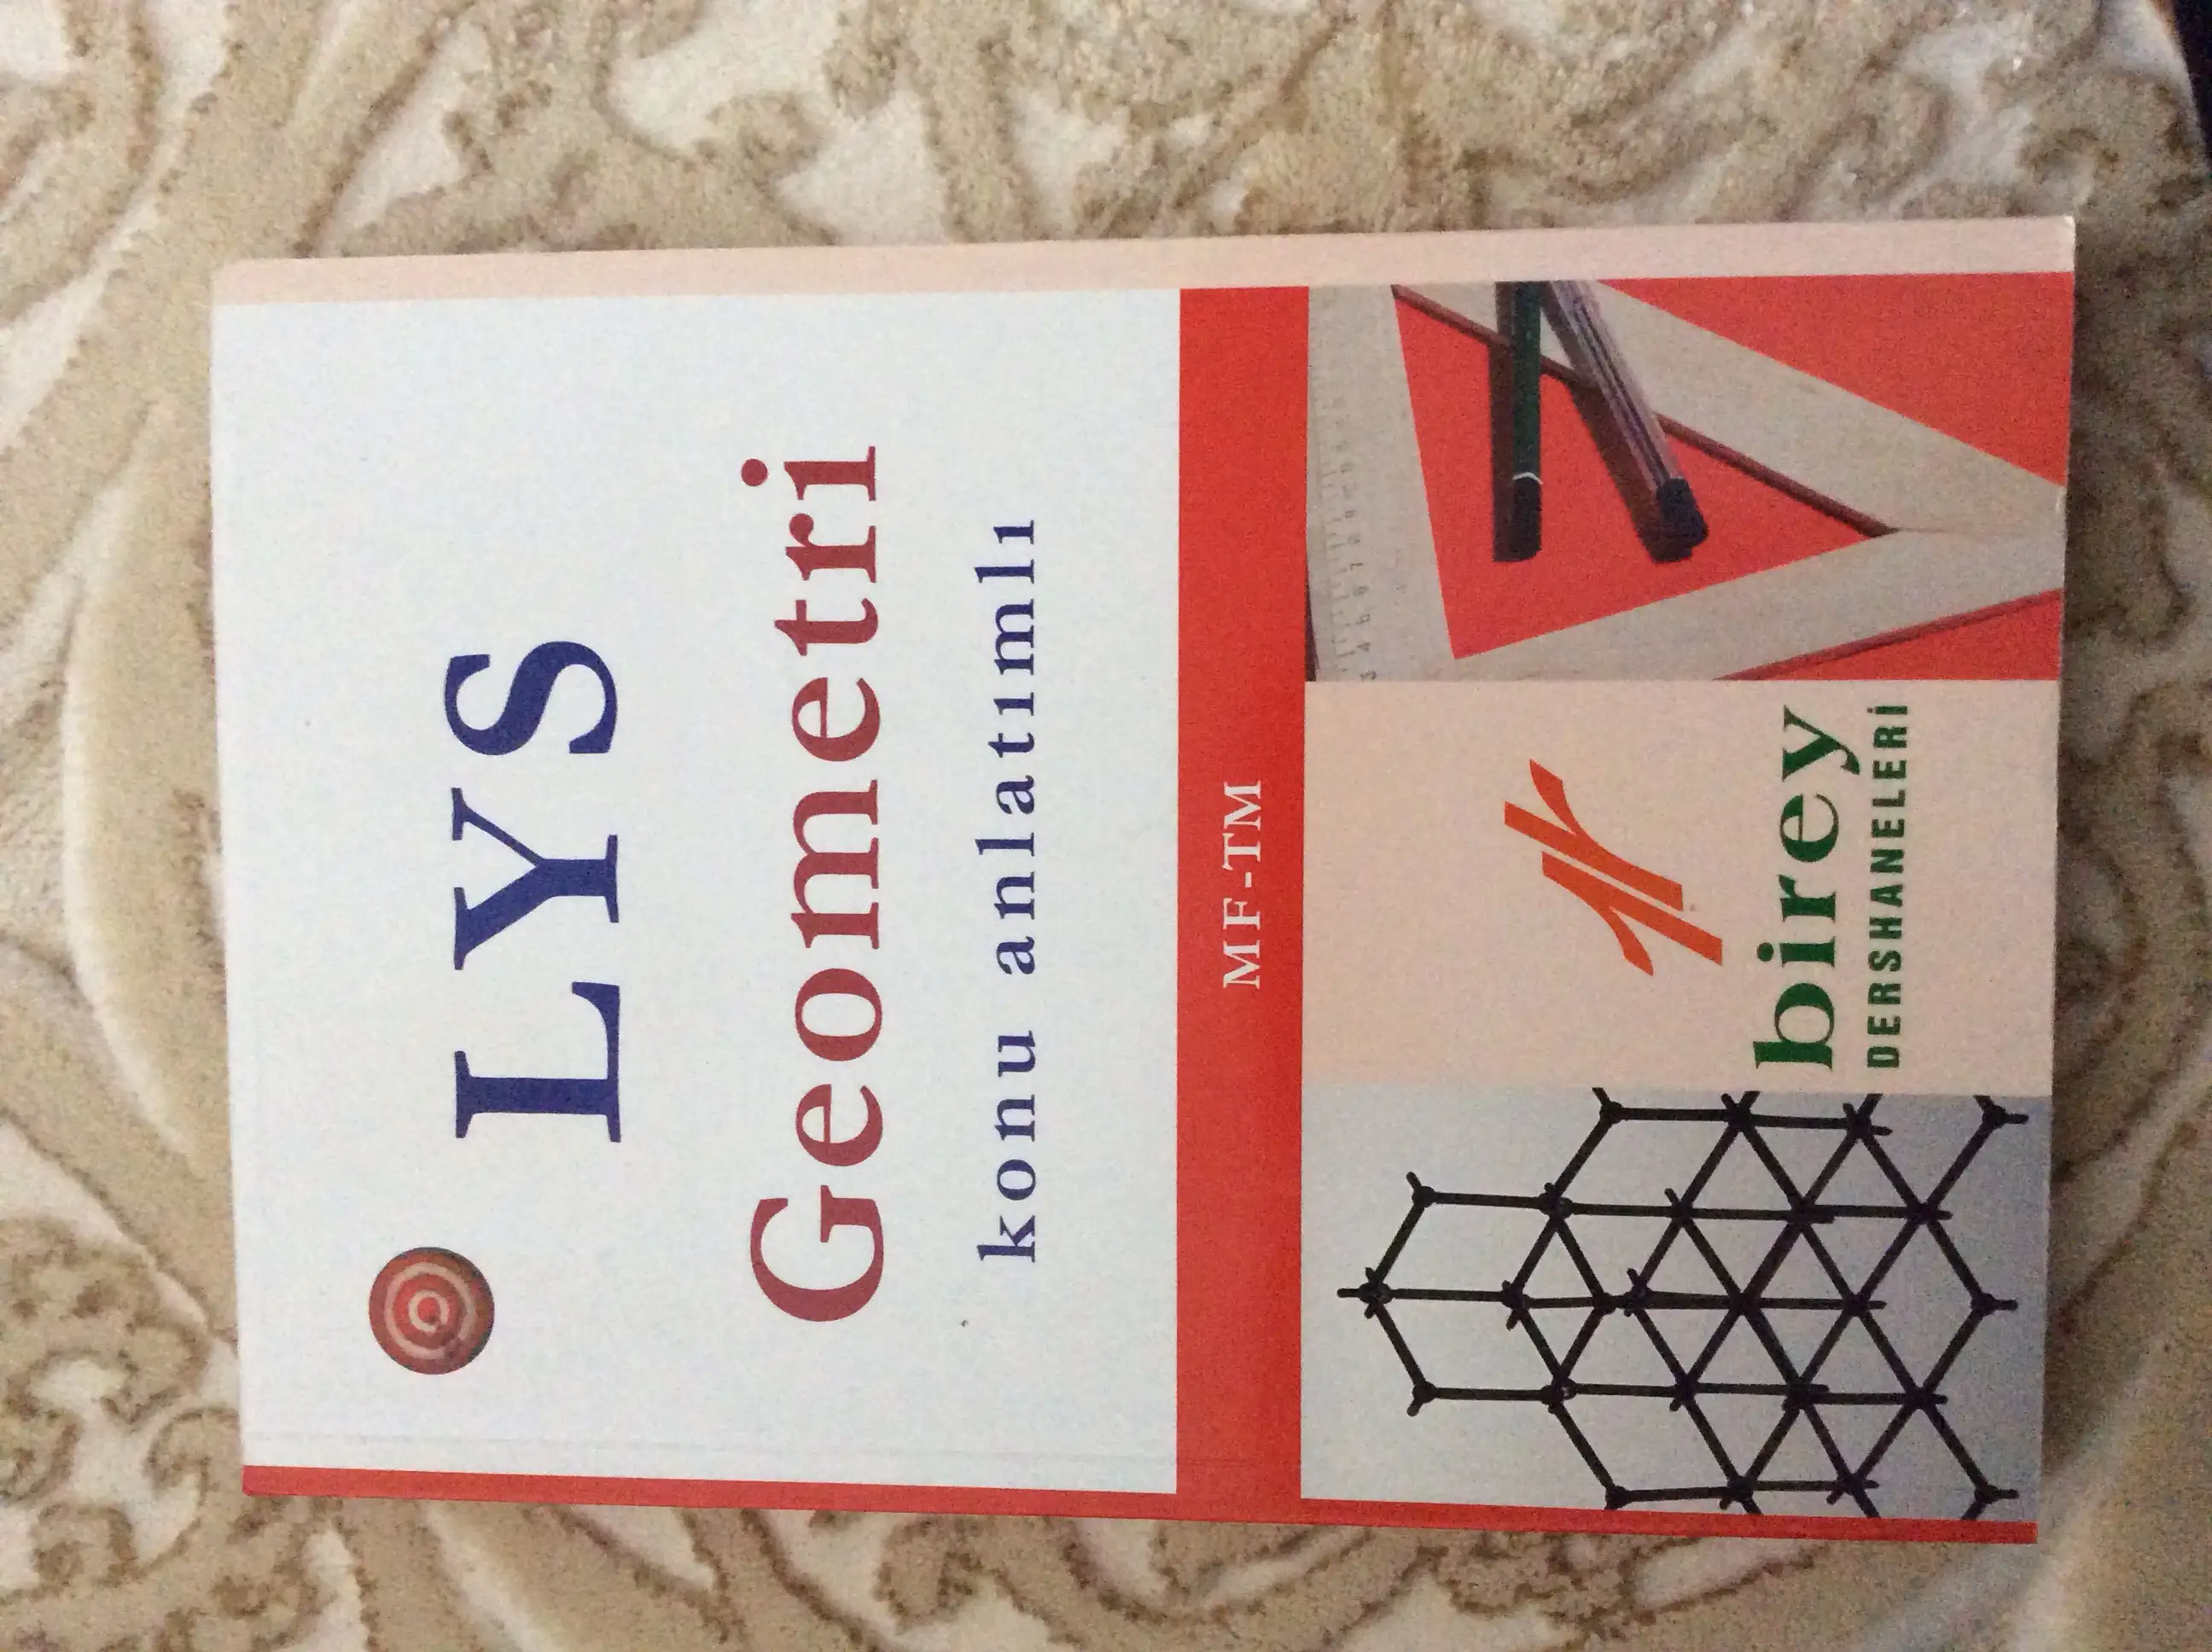 LYS
Geometri
konu anlatımlı
MF-TM
birey
DERSHANELERİ